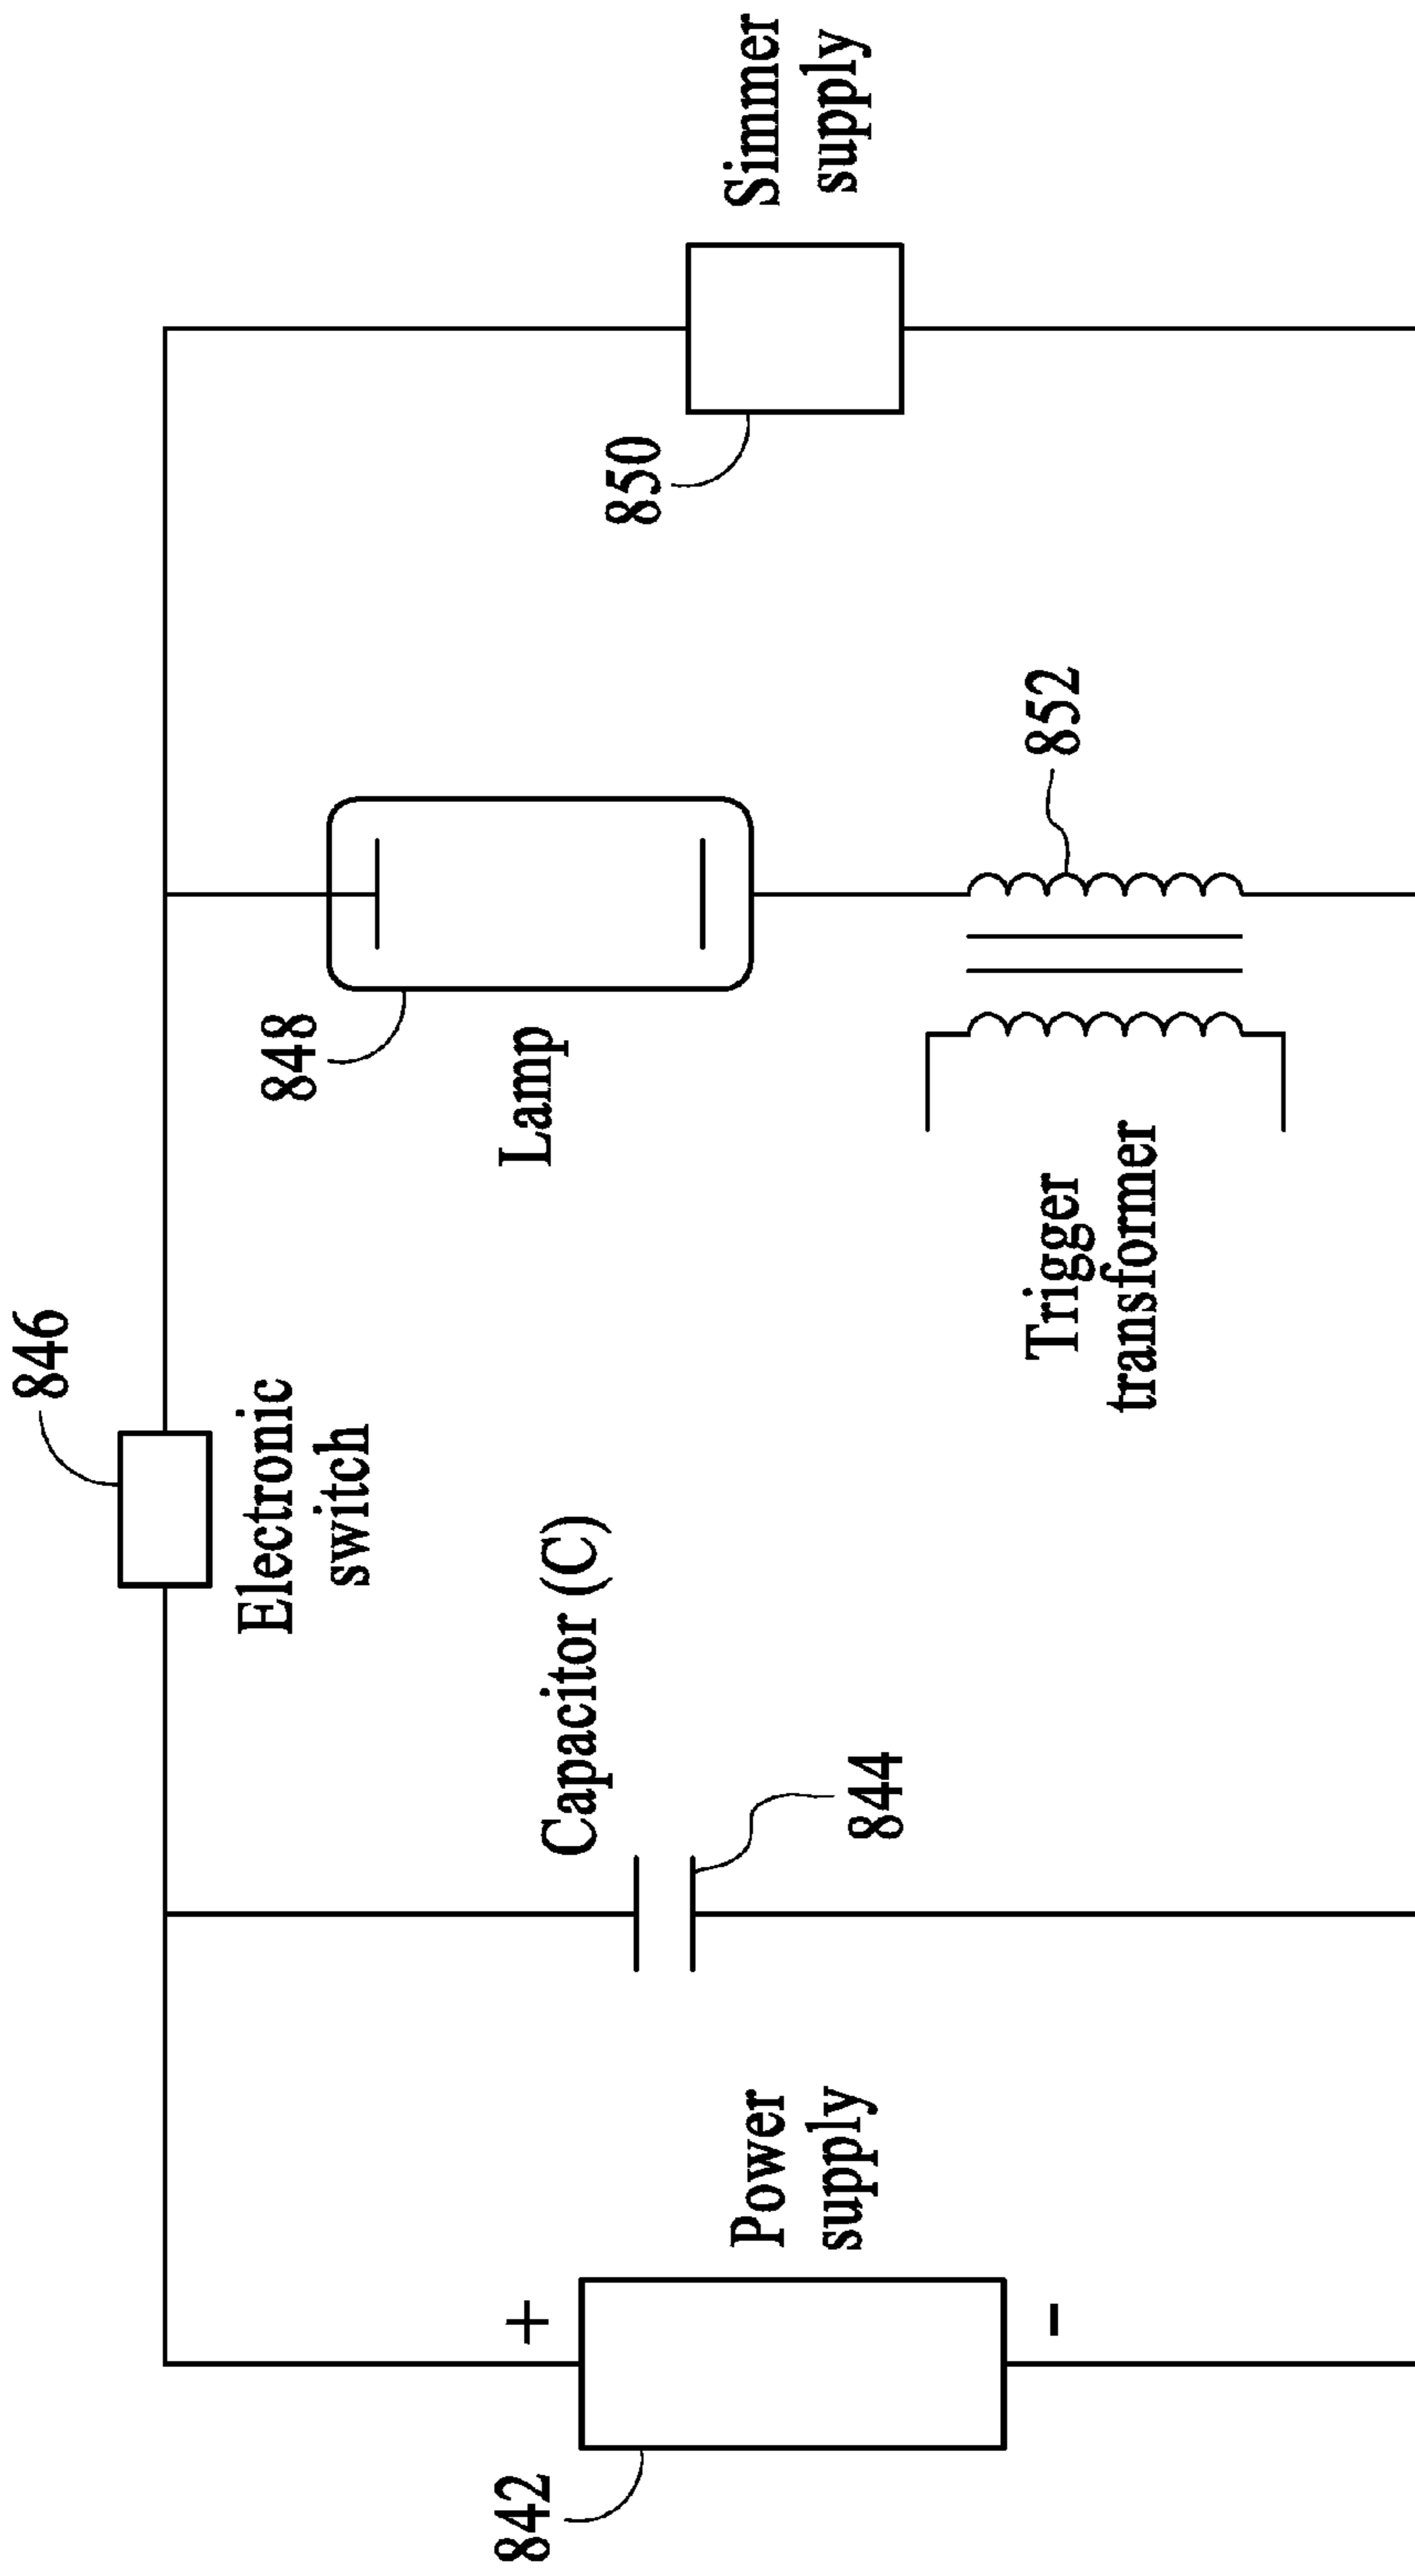 846
Electronic
switch
848
Lamp
850
Simmer
supply
Capacitor (C)
844
852
Trigger
transformer
842
+
Power
supply
-